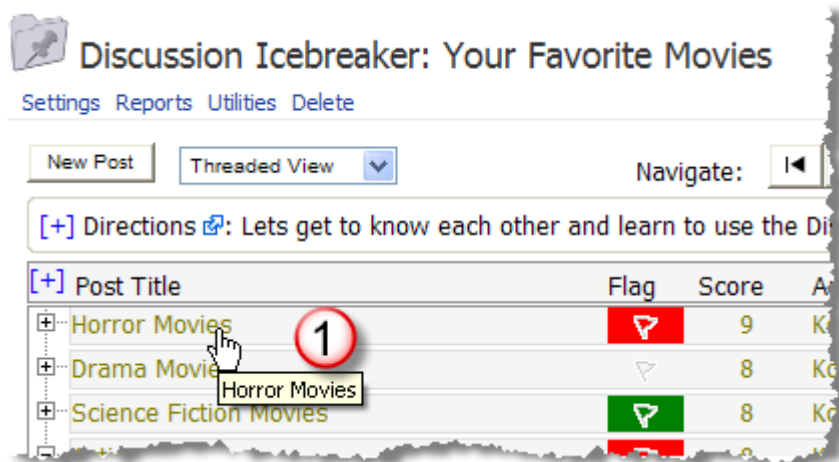 Discussion Icebreaker: Your Favorite Movies
Settings Reports Utilities Delete
New Post Threaded View Navigate:
[+] Directions : Lets get to know each other and learn to use the
[+] Post Title Flag Score
Horror Movies 9
1
Drama 8
Horror Movies
Science Fiction Movies 8